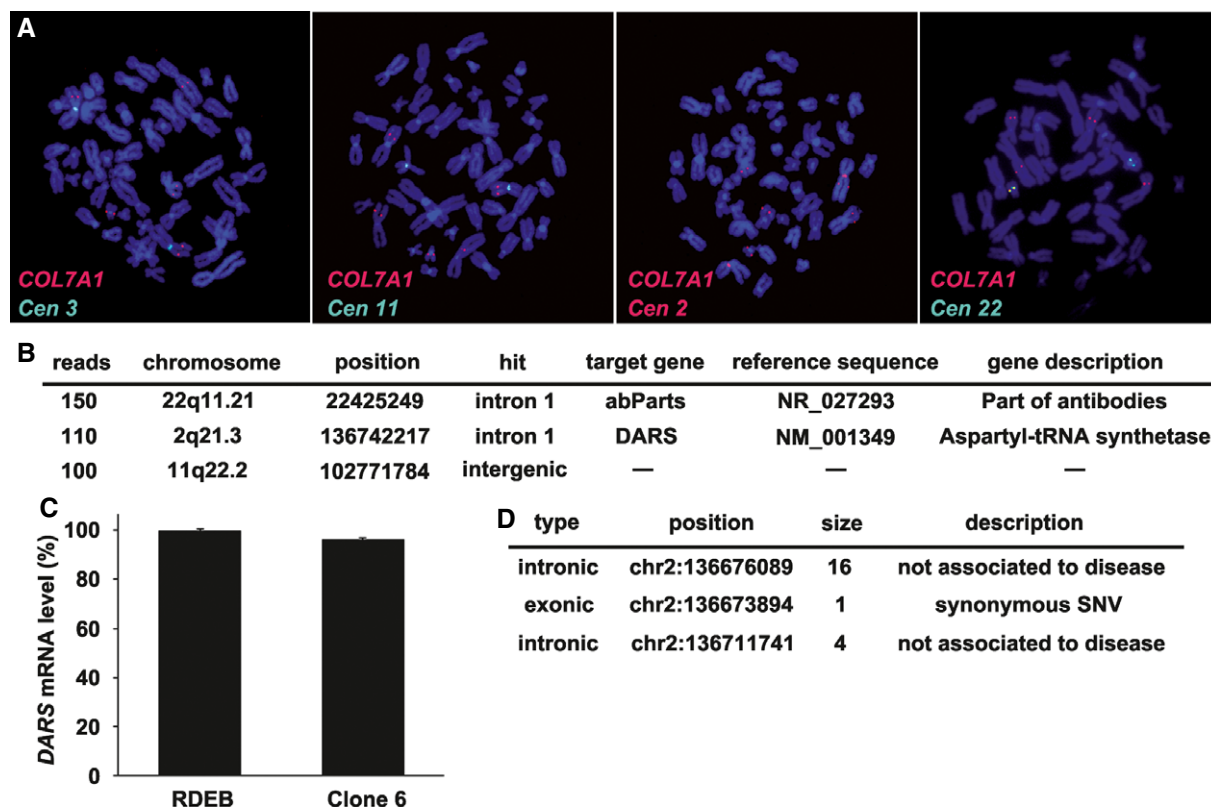 A
COL7A1
Cen 3
COL7A1
Cen 11
COL7A1
Cen 2
COL7A1
Cen 22
B
reads chromosome position hit target gene reference sequence gene description
150 22q11.21 22425249 intron 1 abParts NR_027293 Part of antibodies
110 2q21.3 136742217 intron 1 DARS NM_001349 Aspartyl-tRNA synthetase
100 11q22.2 102771784 intergenic — — —
C
DARS mRNA level (%)
100
80
60
40
20
0
RDEB Clone 6
D
type position size description
intronic chr2:136676089 16 not associated to disease
exonic chr2:136673894 1 synonymous SNV
intronic chr2:136711741 4 not associated to disease